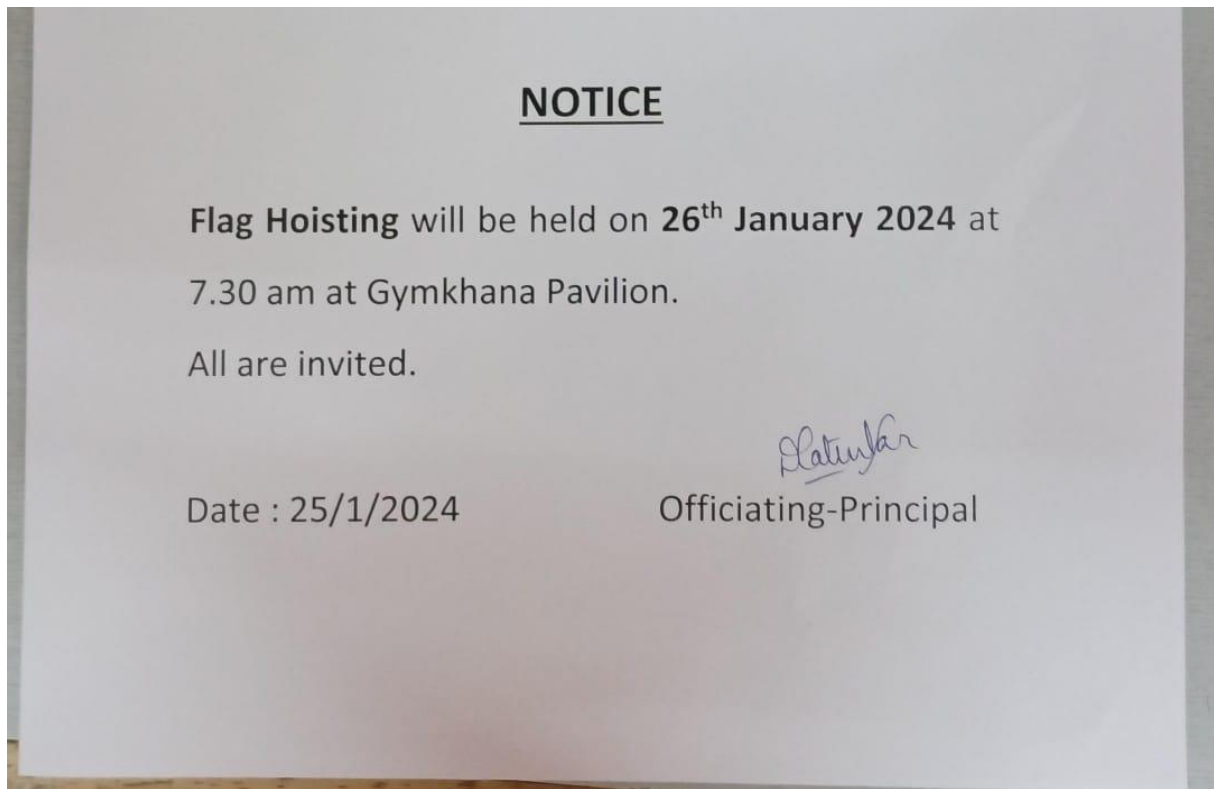 NOTICE
Flag Hoisting will be held on 26th January 2024 at
7.30 am at Gymkhana Pavilion.
All are invited.
Date : 25/1/2024 Officiating-Principal